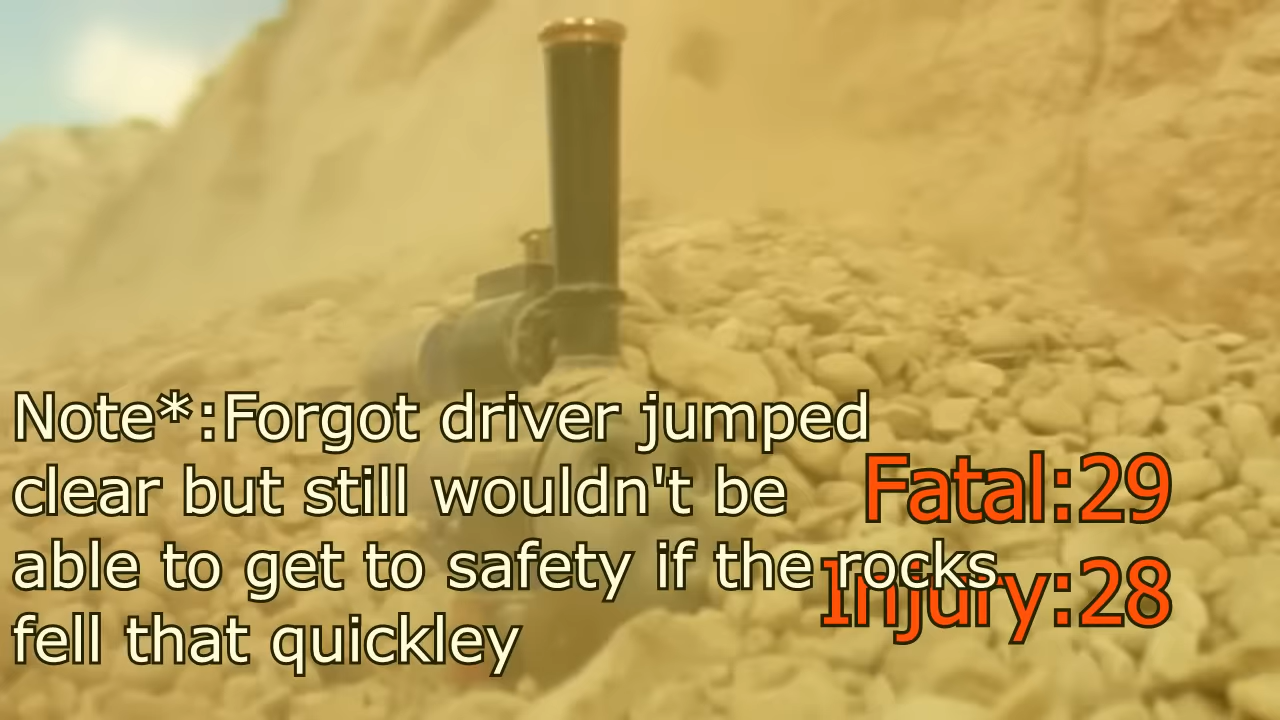 Note*:Forgot driver jumped
clear but still wouldn't be
able to get to safety if the rocks
fell that quickley
Fatal:29
Injury:28